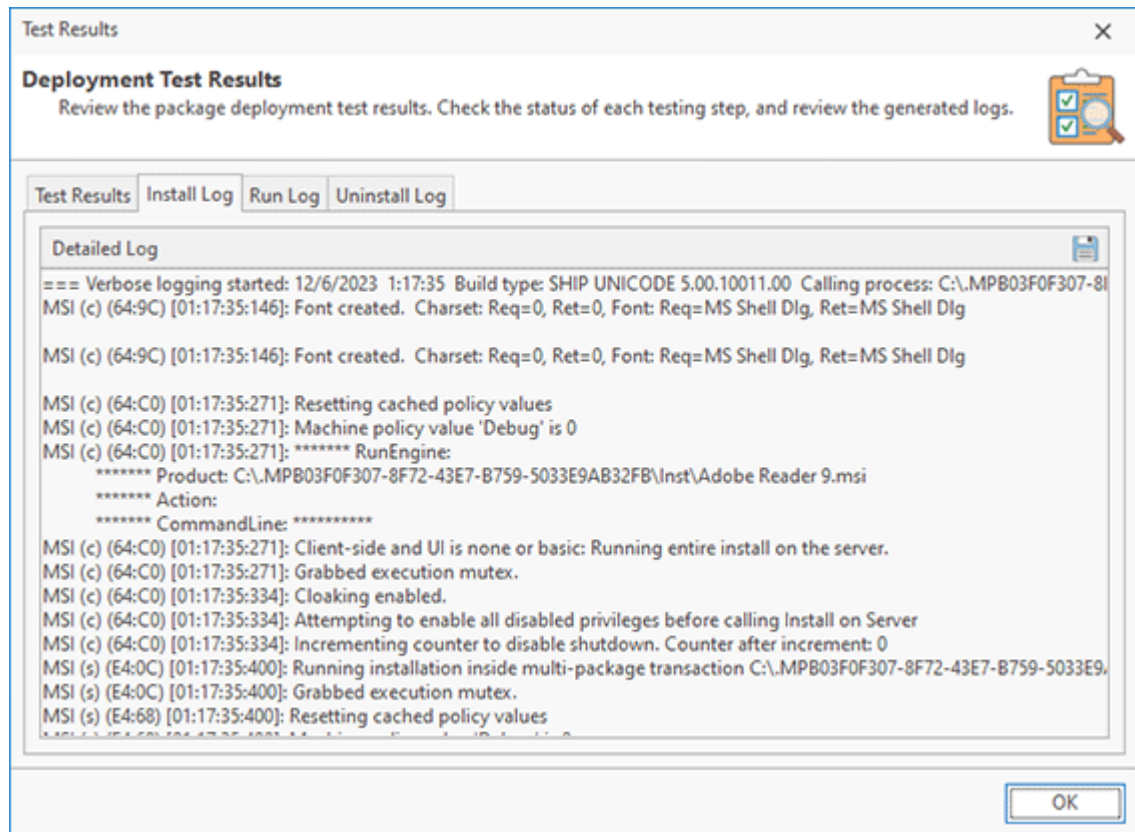 Test Results
Deployment Test Results
Review the package deployment test results. Check the status of each testing step, and review the generated logs.
Test Results Install Log Run Log Uninstall Log
Detailed Log
=== Verbose logging started: 12/6/2023  1:17:35  Build type: SHIP UNICODE 5.00.10011.00  Calling process: C:\.MPB03F0F307-8
MSI (c) (64:9C) [01:17:35:146]: Font created.  Charset: Req=0, Ret=0, Font: Req=MS Shell Dlg, Ret=MS Shell Dlg
MSI (c) (64:9C) [01:17:35:146]: Font created.  Charset: Req=0, Ret=0, Font: Req=MS Shell Dlg, Ret=MS Shell Dlg
MSI (c) (64:C0) [01:17:35:271]: Resetting cached policy values
MSI (c) (64:C0) [01:17:35:271]: Machine policy value 'Debug' is 0
MSI (c) (64:C0) [01:17:35:271]: ******* RunEngine:
******* Product: C:\.MPB03F0F307-8F72-43E7-B759-5033E9AB32FB\Inst\Adobe Reader 9.msi
******* Action:
******* CommandLine: **********
MSI (c) (64:C0) [01:17:35:271]: Client-side and UI is none or basic: Running entire install on the server.
MSI (c) (64:C0) [01:17:35:271]: Grabbed execution mutex.
MSI (c) (64:C0) [01:17:35:334]: Cloaking enabled.
MSI (c) (64:C0) [01:17:35:334]: Attempting to enable all disabled privileges before calling Install on Server
MSI (c) (64:C0) [01:17:35:334]: Incrementing counter to disable shutdown. Counter after increment: 0
MSI (s) (E4:0C) [01:17:35:400]: Running installation inside multi-package transaction C:\.MPB03F0F307-8F72-43E7-B759-5033E9
MSI (s) (E4:0C) [01:17:35:400]: Grabbed execution mutex.
MSI (s) (E4:68) [01:17:35:400]: Resetting cached policy values
OK